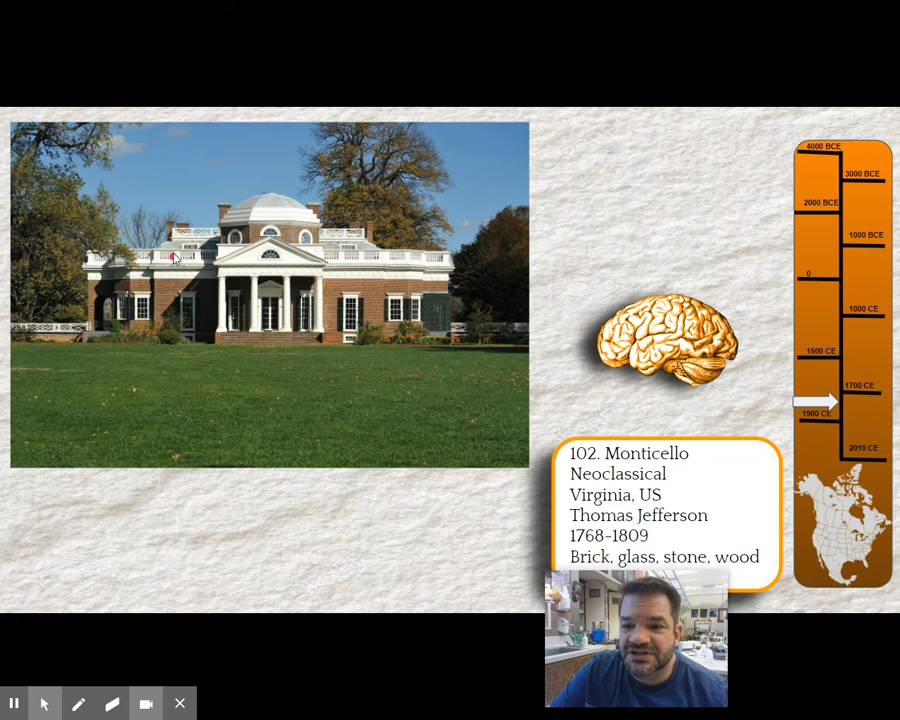 4000 BCE
3000 BCE
2000 BCE
1000 BCE
0
1000 CE
1500 CE
1700 CE
1900 CE
2010 CE
102. Monticello
Neoclassical
Virginia, US
Thomas Jefferson
1768-1809
Brick, glass, stone, wood